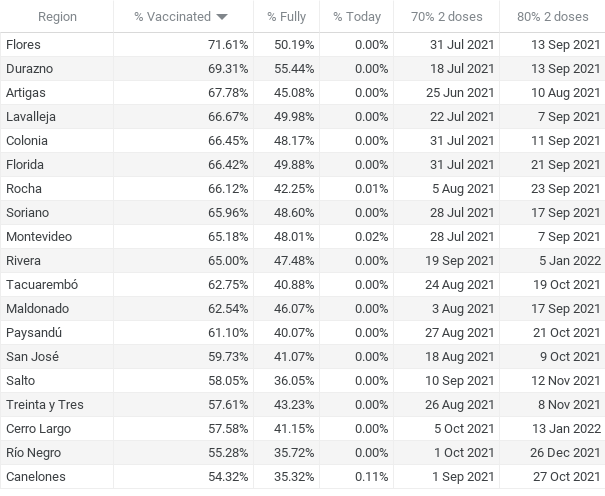 Region % Vaccinated % Fully % Today 70% 2 doses 80% 2 doses
Flores 71.61% 50.19% 0.00% 31 Jul 2021 13 Sep 2021
Durazno 69.31% 55.44% 0.00% 18 Jul 2021 13 Sep 2021
Artigas 67.78% 45.08% 0.00% 25 Jun 2021 10 Aug 2021
Lavalleja 66.67% 49.98% 0.00% 22 Jul 2021 7 Sep 2021
Colonia 66.45% 48.17% 0.00% 31 Jul 2021 11 Sep 2021
Florida 66.42% 49.88% 0.00% 31 Jul 2021 21 Sep 2021
Rocha 66.12% 42.25% 0.01% 5 Aug 2021 23 Sep 2021
Soriano 65.96% 48.60% 0.00% 28 Jul 2021 17 Sep 2021
Montevideo 65.18% 48.01% 0.02% 28 Jul 2021 7 Sep 2021
Rivera 65.00% 47.48% 0.00% 19 Sep 2021 5 Jan 2022
Tacuarembó 62.75% 40.88% 0.00% 24 Aug 2021 19 Oct 2021
Maldonado 62.54% 46.07% 0.00% 3 Aug 2021 17 Sep 2021
Paysandú 61.10% 40.07% 0.00% 27 Aug 2021 21 Oct 2021
San José 59.73% 41.07% 0.00% 18 Aug 2021 9 Oct 2021
Salto 58.05% 36.05% 0.00% 10 Sep 2021 12 Nov 2021
Treinta y Tres 57.61% 43.23% 0.00% 26 Aug 2021 8 Nov 2021
Cerro Largo 57.58% 41.15% 0.00% 5 Oct 2021 13 Jan 2022
Río Negro 55.28% 35.72% 0.00% 1 Oct 2021 26 Dec 2021
Canelones 54.32% 35.32% 0.11% 1 Sep 2021 27 Oct 2021